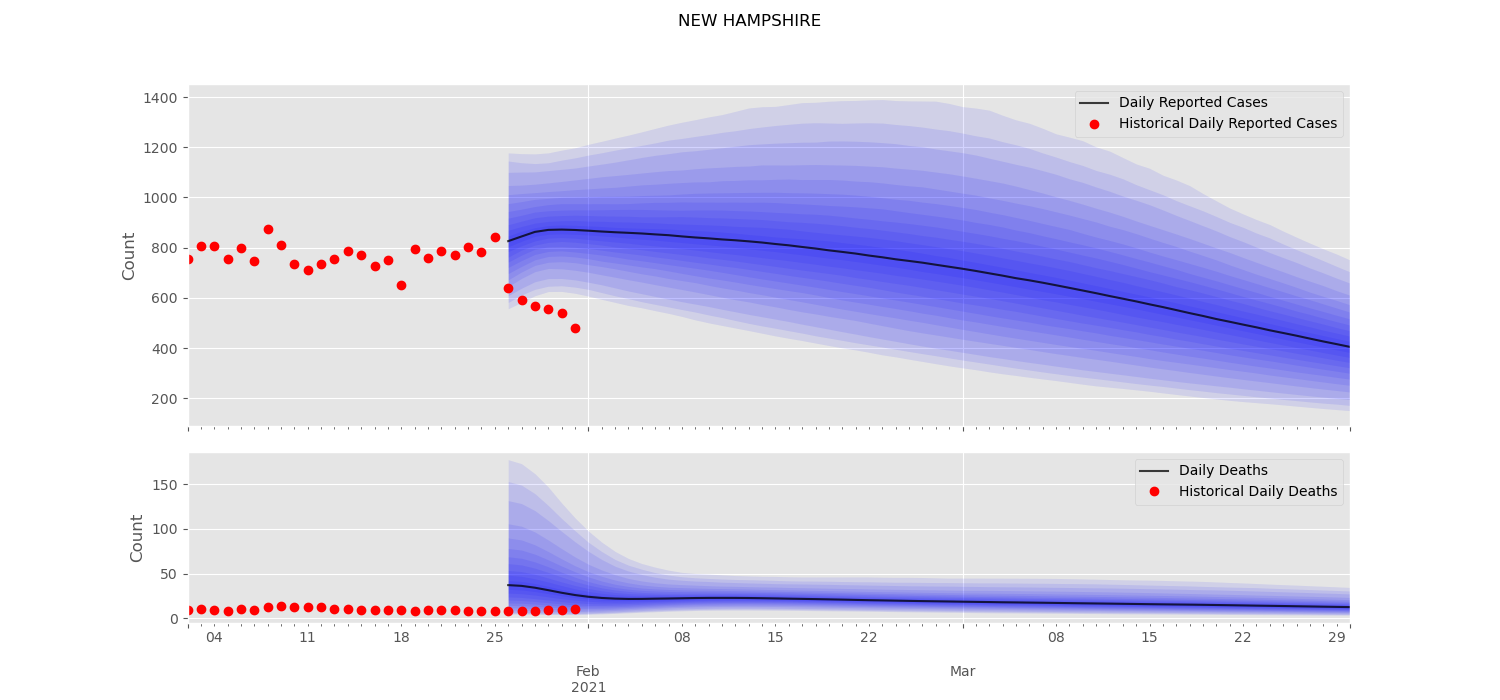 NEW HAMPSHIRE
1400
1200
1000
800
600
400
200
Count
Daily Reported Cases
Historical Daily Reported Cases
150
100
50
0
Count
Daily Deaths
Historical Daily Deaths
04 11 18 25 08 15 22 08 15 22 29
Feb Mar
2021